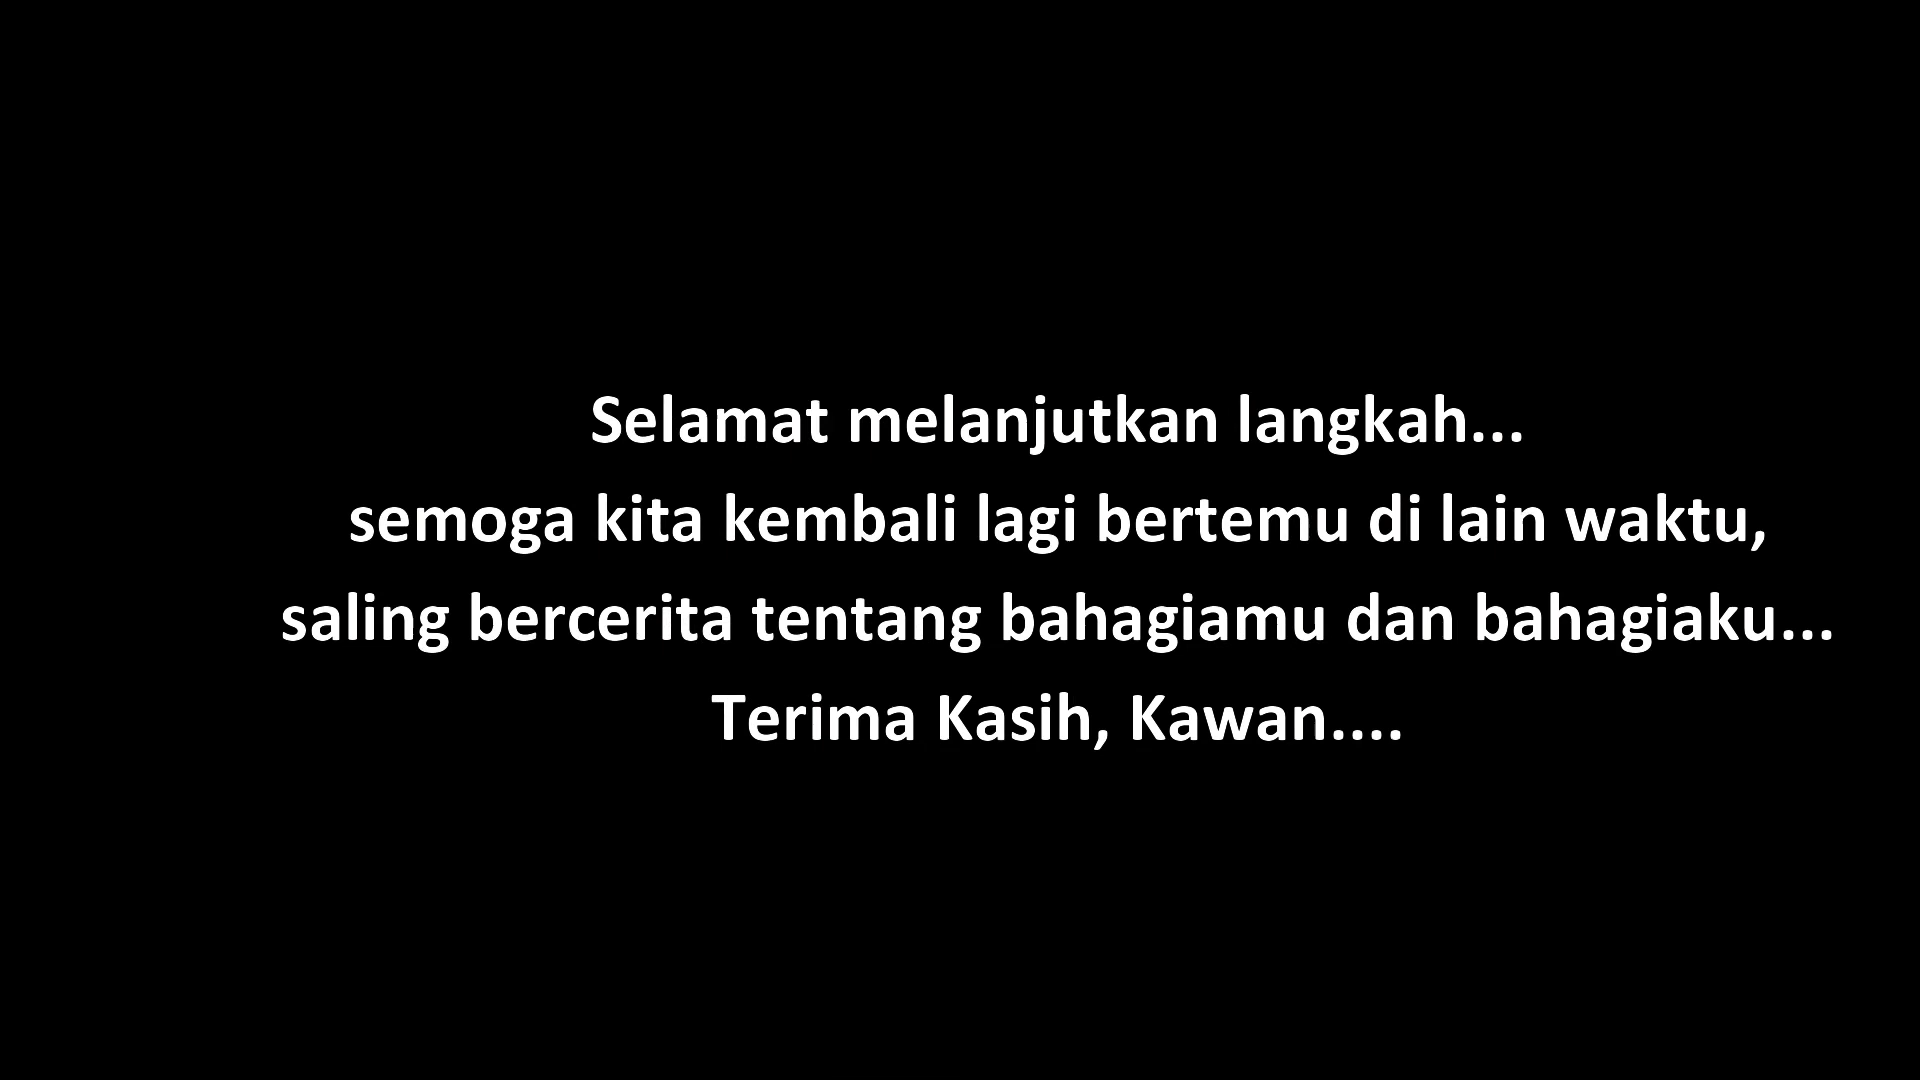 Selamat melanjutkan langkah...
semoga kita kembali lagi bertemu di lain waktu,
saling bercerita tentang bahagiamu dan bahagiaku...
Terima Kasih, Kawan....